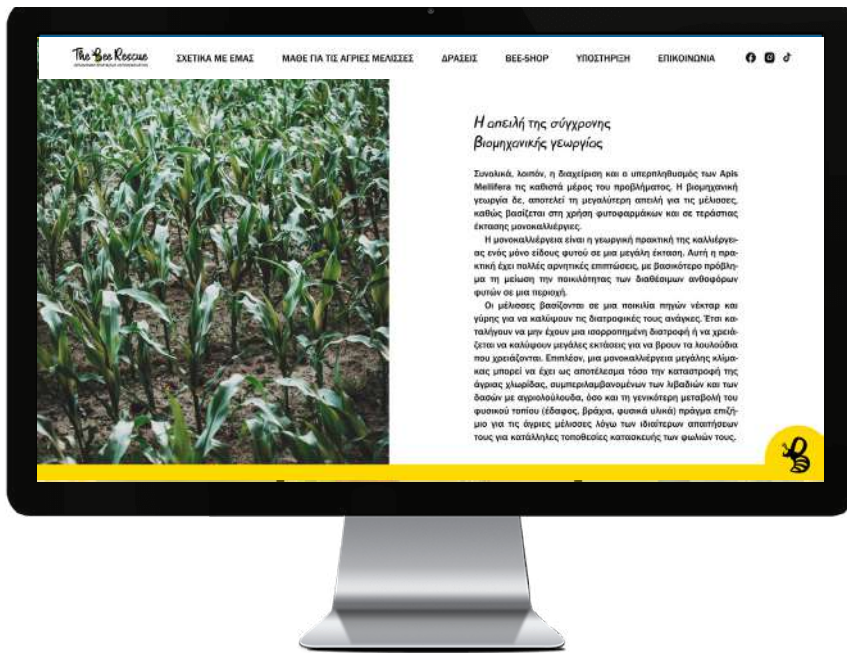 The Bee Rescue
ΣΧΕΤΙΚΑ ΜΕ ΕΜΑΣ ΜΑΘΕ ΓΙΑ ΤΙΣ ΑΓΡΙΕΣ ΜΕΛΙΣΣΕΣ ΔΡΑΣΕΙΣ BEE-SHOP ΥΠΟΣΤΗΡΙΞΗ ΕΠΙΚΟΙΝΩΝΙΑ
Η απειλή της σύγχρονης
βιομηχανικής γεωργίας
Συνολικά, λοιπόν, η διαχείριση και ο υπερπληθυσμός των Apis
Mellifera τις καθιστά μέρος του προβλήματος. Η βιομηχανική
γεωργία δε, αποτελεί τη μεγαλύτερη απειλή για τις μέλισσες,
καθώς βασίζεται στη χρήση φυτοφαρμάκων και σε τεράστιας
έκτασης μονοκαλλιέργιες.
Η μονοκαλλιέργεια είναι η γεωργική πρακτική της καλλιέργει-
ας ενός μόνο είδους φυτού σε μια μεγάλη έκταση. Αυτή η πρα-
κτική έχει πολλές αρνητικές επιπτώσεις, με βασικότερο πρόβλη-
μα τη μείωση την ποικιλότητας των διαθέσιμων ανθοφόρων
φυτών σε μια περιοχή.
Οι μέλισσες βασίζονται σε μια ποικιλία πηγών νέκταρ και
γύρης για να καλύψουν τις διατροφικές τους ανάγκες. Έτσι κα-
ταλήγουν να μην έχουν μια ισορροπημένη διατροφή ή να χρειά-
ζεται να καλύψουν μεγάλες εκτάσεις για να βρουν τα λουλούδια
που χρειάζονται. Επιπλέον, μια μονοκαλλιέργεια μεγάλης κλίμα-
κας μπορεί να έχει ως αποτέλεσμα τόσο την καταστροφή της
άγριας χλωρίδας, συμπεριλαμβανομένων των λιβαδιών και των
δασών με αγριολούλουδα, όσο και τη γενικότερη μεταβολή του
φυσικού τοπίου (έδαφος, βράχια, φυσικά υλικά) πράγμα επιζή-
μιο για τις άγριες μέλισσες λόγω των ιδιαίτερων απαιτήσεων
τους για κατάλληλες τοποθεσίες κατασκευής των φωλιών τους.